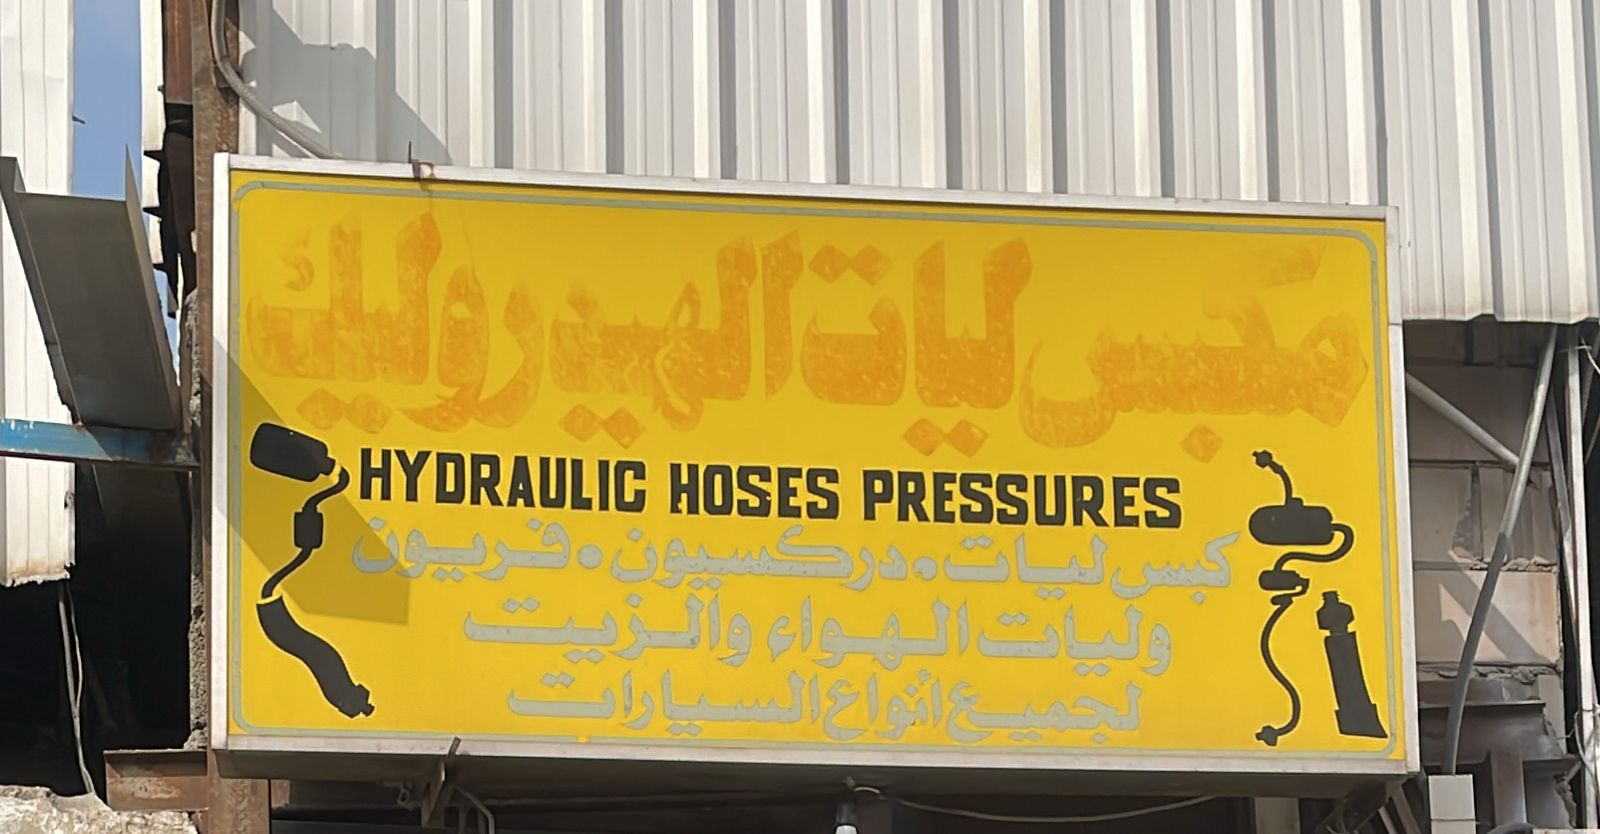 مكبس ليات الهيدروليك
HYDRAULIC HOSES PRESSURES
كبس ليات • دركسيون • فريون
وليات الهواء والزيت
لجميع أنواع السيارات